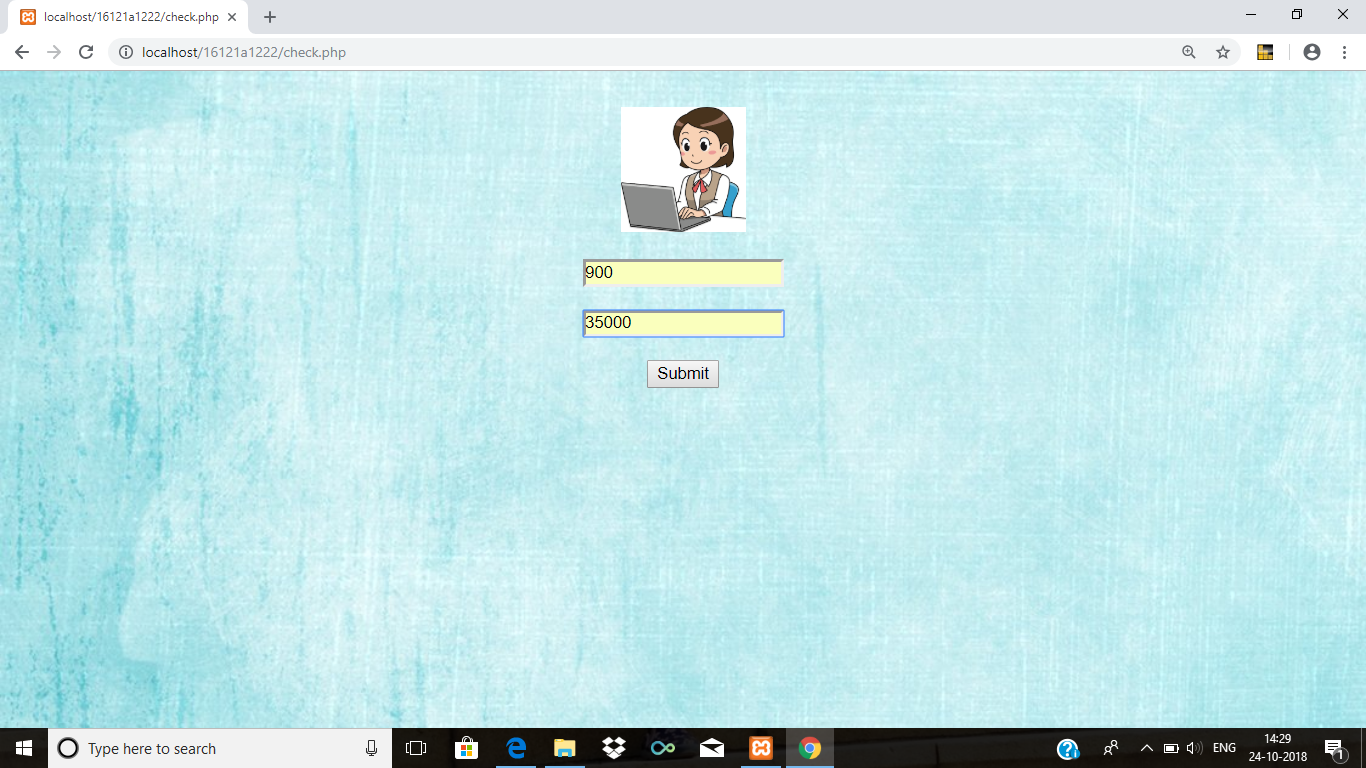 localhost/16121a1222/check.php
localhost/16121a1222/check.php
900
35000
Submit
Type here to search
ENG
14:29
24-10-2018
1